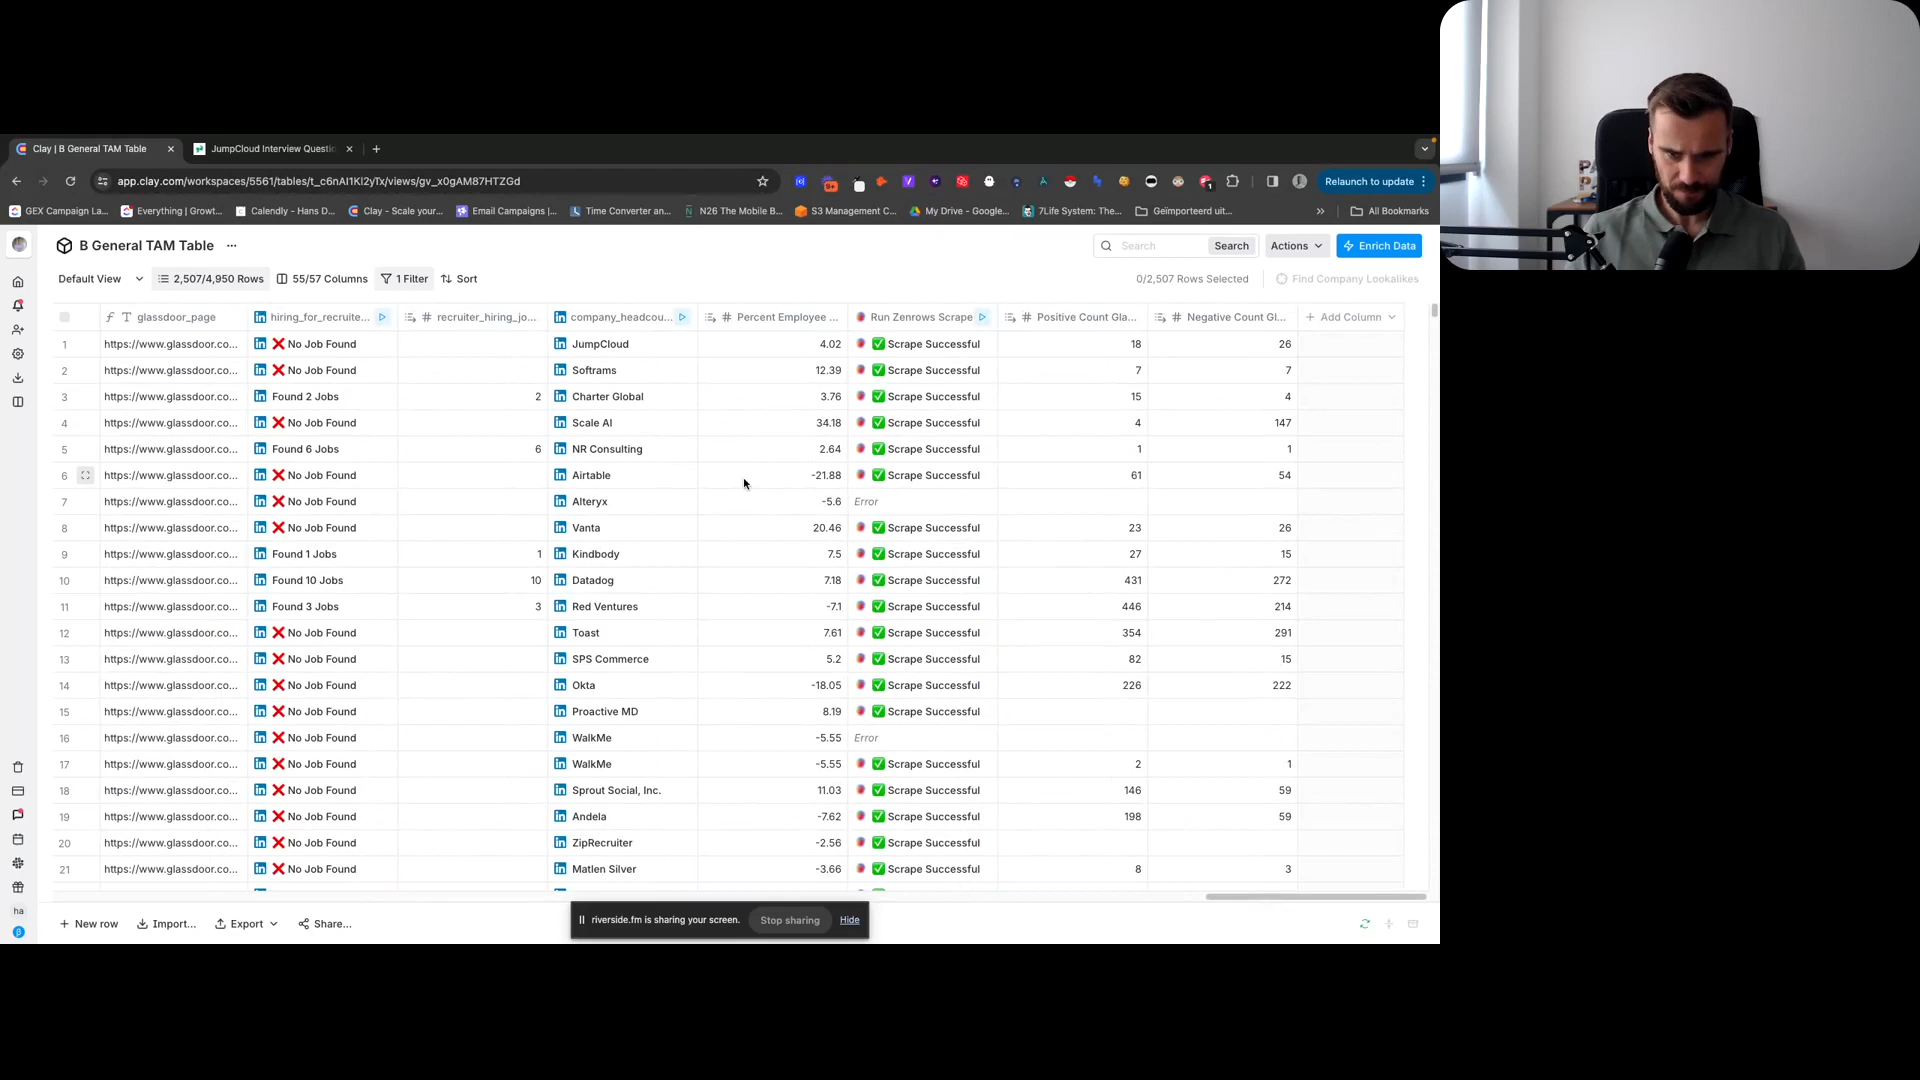 Clay | B General TAM Table
JumpCloud Interview Questi
app.clay.com/workspaces/5561/tables/t_c6nAI1Kl2yTx/views/gv_x0gAM87HTZGd
Relaunch to update
GEX Campaign La... Everything | Growt... Calendly - Hans D... Clay - Scale your... Email Campaigns |... Time Converter an... N26 The Mobile B... S3 Management C... My Drive - Google... 7Life System: The... Geïmporteerd uit... » All Bookmarks
B General TAM Table ...
Search Search Actions Enrich Data
Default View 2,507/4,950 Rows 55/57 Columns 1 Filter Sort 0/2,507 Rows Selected Find Company Lookalikes
glassdoor_page hiring_for_recruite... # recruiter_hiring_jo... company_headcou... # Percent Employee ... Run Zenrows Scrape # Positive Count Gla... # Negative Count Gl... + Add Column
1 https://www.glassdoor.co... No Job Found JumpCloud 4.02 Scrape Successful 18 26
2 https://www.glassdoor.co... No Job Found Softrams 12.39 Scrape Successful 7 7
3 https://www.glassdoor.co... Found 2 Jobs 2 Charter Global 3.76 Scrape Successful 15 4
4 https://www.glassdoor.co... No Job Found Scale AI 34.18 Scrape Successful 4 147
5 https://www.glassdoor.co... Found 6 Jobs 6 NR Consulting 2.64 Scrape Successful 1 1
6 https://www.glassdoor.co... No Job Found Airtable -21.88 Scrape Successful 61 54
7 https://www.glassdoor.co... No Job Found Alteryx -5.6 Error
8 https://www.glassdoor.co... No Job Found Vanta 20.46 Scrape Successful 23 26
9 https://www.glassdoor.co... Found 1 Jobs 1 Kindbody 7.5 Scrape Successful 27 15
10 https://www.glassdoor.co... Found 10 Jobs 10 Datadog 7.18 Scrape Successful 431 272
11 https://www.glassdoor.co... Found 3 Jobs 3 Red Ventures -7.1 Scrape Successful 446 214
12 https://www.glassdoor.co... No Job Found Toast 7.61 Scrape Successful 354 291
13 https://www.glassdoor.co... No Job Found SPS Commerce 5.2 Scrape Successful 82 15
14 https://www.glassdoor.co... No Job Found Okta -18.05 Scrape Successful 226 222
15 https://www.glassdoor.co... No Job Found Proactive MD 8.19 Scrape Successful
16 https://www.glassdoor.co... No Job Found WalkMe -5.55 Error
17 https://www.glassdoor.co... No Job Found WalkMe -5.55 Scrape Successful 2 1
18 https://www.glassdoor.co... No Job Found Sprout Social, Inc. 11.03 Scrape Successful 146 59
19 https://www.glassdoor.co... No Job Found Andela -7.62 Scrape Successful 198 59
20 https://www.glassdoor.co... No Job Found ZipRecruiter -2.56 Scrape Successful
21 https://www.glassdoor.co... No Job Found Matlen Silver -3.66 Scrape Successful 8 3
ha
+ New row Import... Export Share...
riverside.fm is sharing your screen. Stop sharing Hide